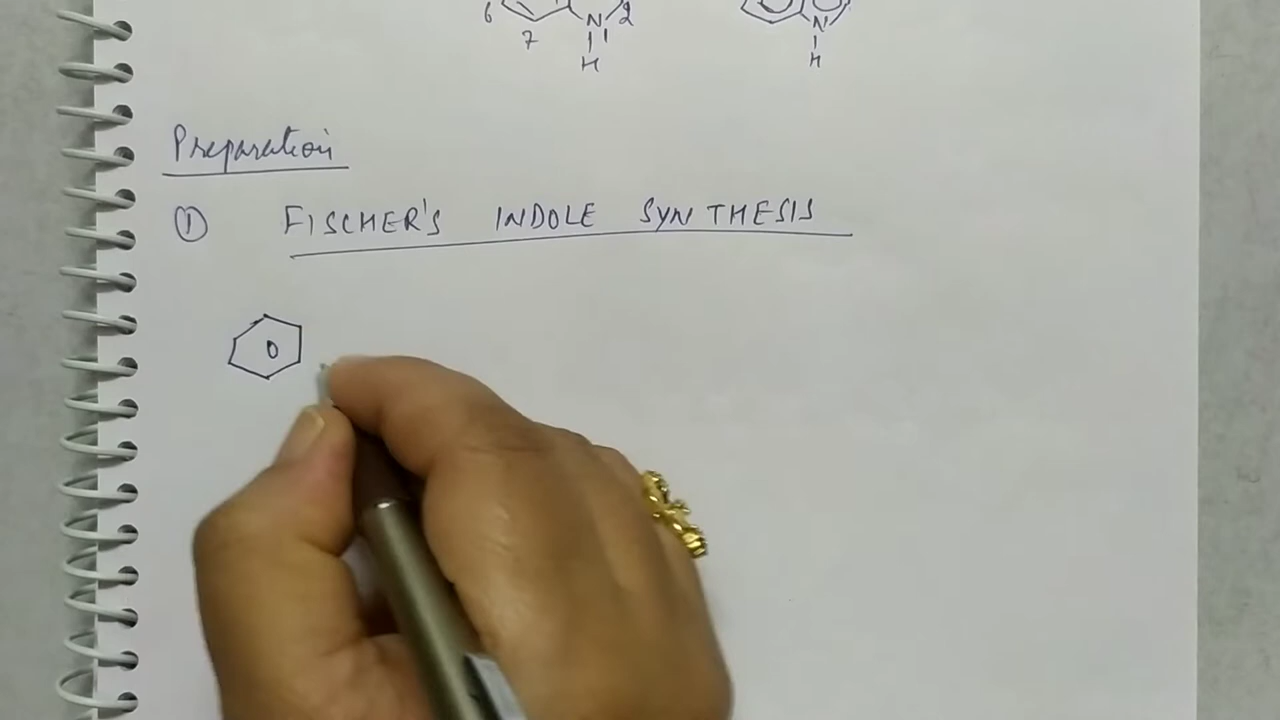 6 7 N 1 2 N
H H
Preparation
① FISCHER'S INDOLE SYNTHESIS